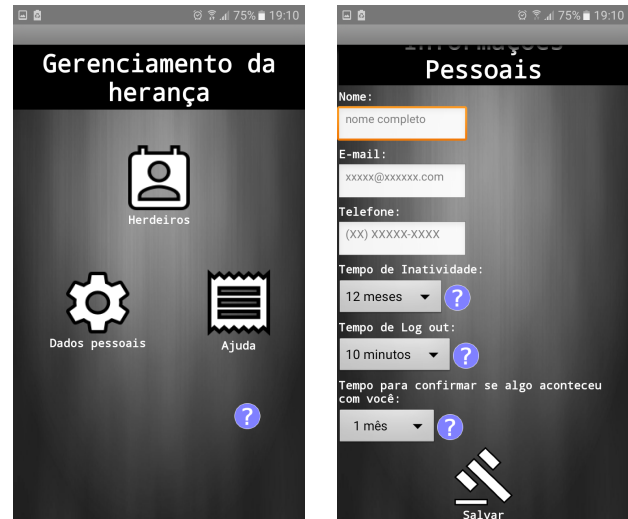 75% 19:10
Gerenciamento da
herança
Herdeiros
Dados pessoais
Ajuda
?
75% 19:10
Informações
Pessoais
Nome:
nome completo
E-mail:
xxxxx@xxxxxx.com
Telefone:
(XX) XXXXX-XXXX
Tempo de Inatividade:
12 meses
?
Tempo de Log out:
10 minutos
?
Tempo para confirmar se algo aconteceu
com você:
1 mês
?
Salvar